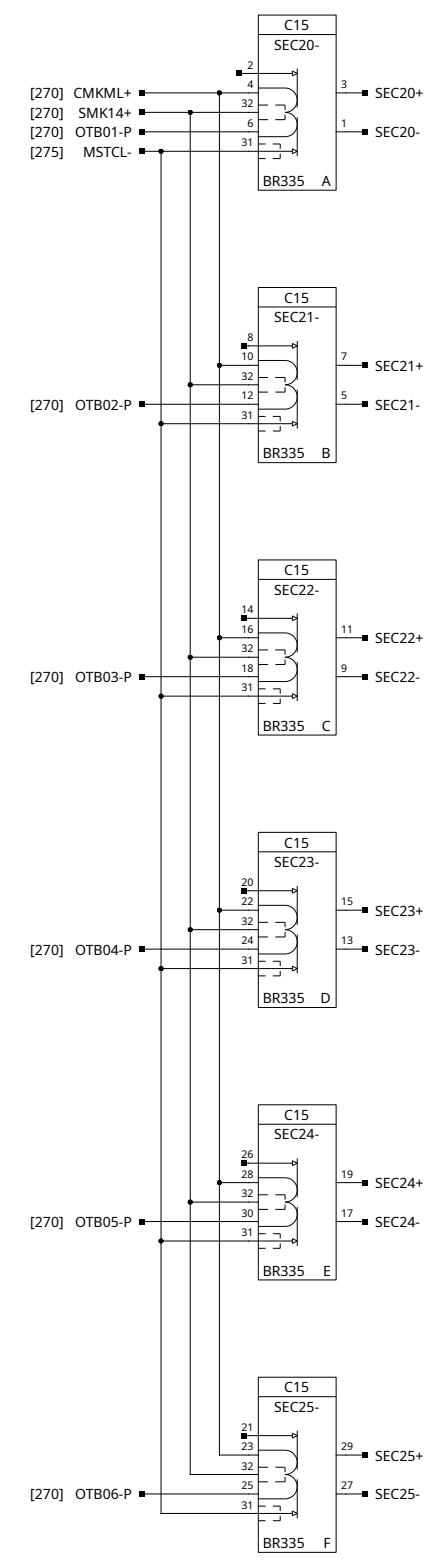 C15
SEC20-
2
[270] CMKML+ 4 3 SEC20+
[270] SMK14+ 32
[270] OTB01-P 6 1 SEC20-
[275] MSTCL- 31
BR335 A
C15
SEC21-
8
10 7 SEC21+
32
[270] OTB02-P 12 5 SEC21-
31
BR335 B
C15
SEC22-
14
16 11 SEC22+
32
[270] OTB03-P 18 9 SEC22-
31
BR335 C
C15
SEC23-
20
22 15 SEC23+
32
[270] OTB04-P 24 13 SEC23-
31
BR335 D
C15
SEC24-
26
28 19 SEC24+
32
[270] OTB05-P 30 17 SEC24-
31
BR335 E
C15
SEC25-
21
23 29 SEC25+
32
[270] OTB06-P 25 27 SEC25-
31
BR335 F